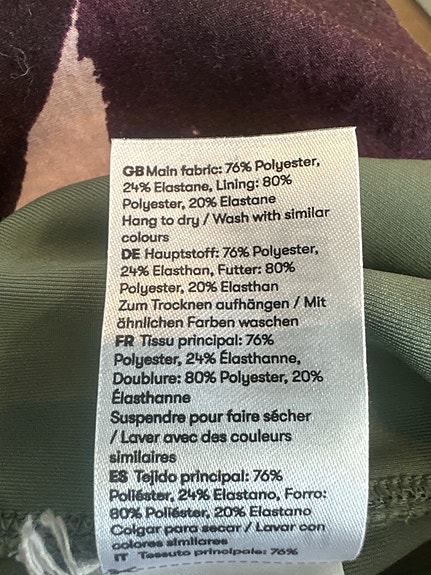 GB Main fabric: 76% Polyester,
24% Elastane, Lining: 80%
Polyester, 20% Elastane
Hang to dry / Wash with similar
colours
DE Hauptstoff: 76% Polyester,
24% Elasthan, Futter: 80%
Polyester, 20% Elasthan
Zum Trocknen aufhängen / Mit
ähnlichen Farben waschen
FR Tissu principal: 76%
Polyester, 24% Élasthanne,
Doublure: 80% Polyester, 20%
Élasthanne
Suspendre pour faire sécher
/ Laver avec des couleurs
similaires
ES Tejido principal: 76%
Poliéster, 24% Elastano, Forro:
80% Poliéster, 20% Elastano
Colgar para secar / Lavar con
colores similares
IT Tessuto principale: 76%